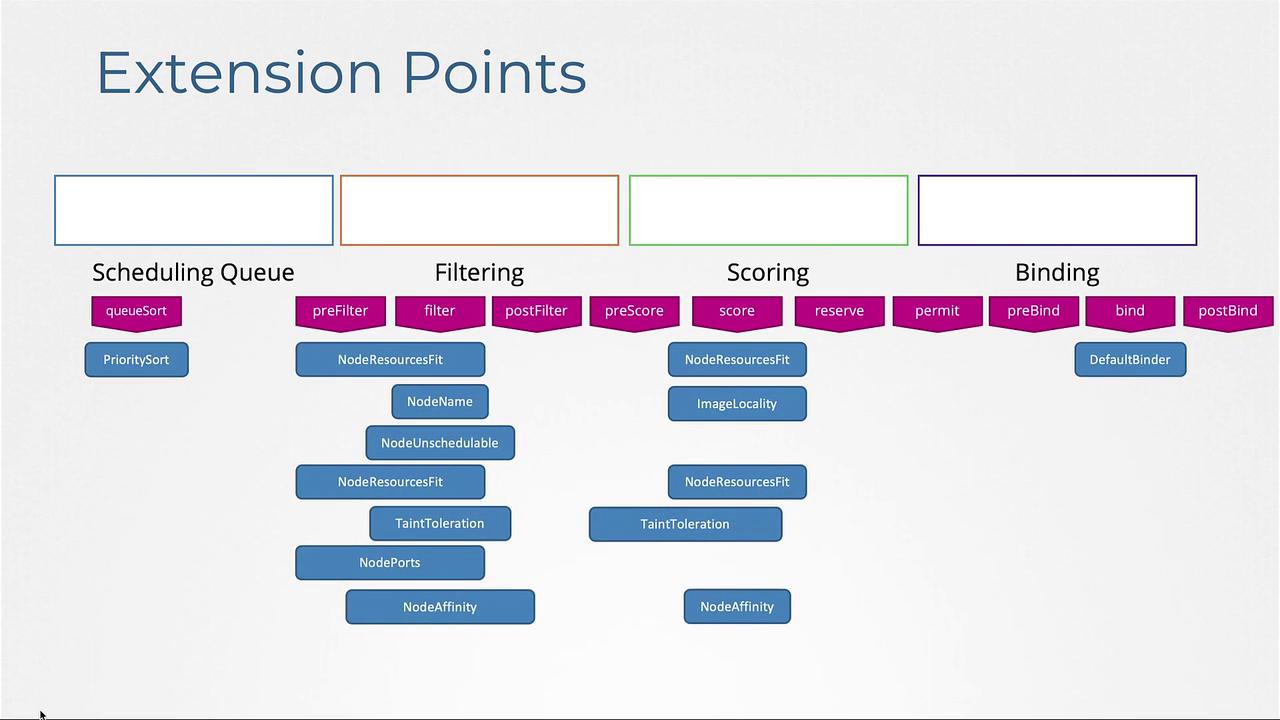 Extension Points
Scheduling Queue Filtering Scoring Binding
queueSort preFilter filter postFilter preScore score reserve permit preBind bind postBind
PrioritySort NodeResourcesFit NodeResourcesFit DefaultBinder
NodeName ImageLocality
NodeUnschedulable
NodeResourcesFit NodeResourcesFit
TaintToleration TaintToleration
NodePorts
NodeAffinity NodeAffinity